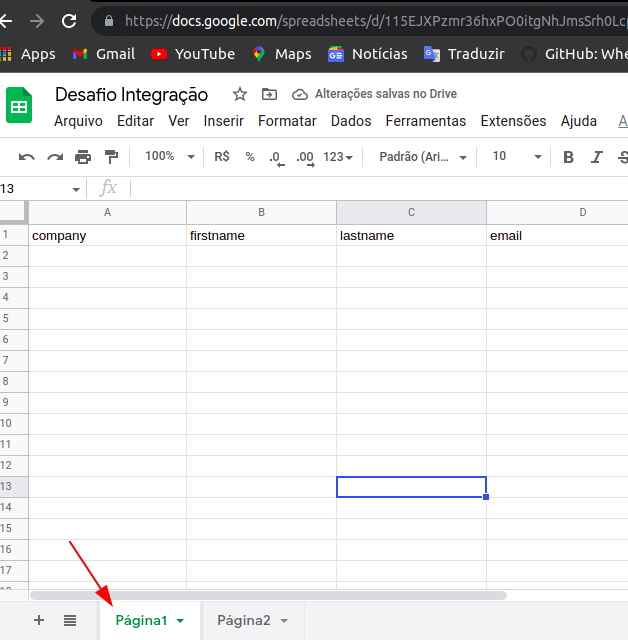 https://docs.google.com/spreadsheets/d/115EJXPzmr36hxPO0itgNhJmsSrh0Lc
Apps Gmail YouTube Maps Notícias Traduzir GitHub: Whe
Desafio Integração Alterações salvas no Drive
Arquivo Editar Ver Inserir Formatar Dados Ferramentas Extensões Ajuda A
100% R$ % .0 .00 123 Padrão (Ari... 10 B I S
13 fx
A B C D
1 company firstname lastname email
2
3
4
5
6
7
8
9
10
11
12
13
14
15
16
17
+ Página1 Página2